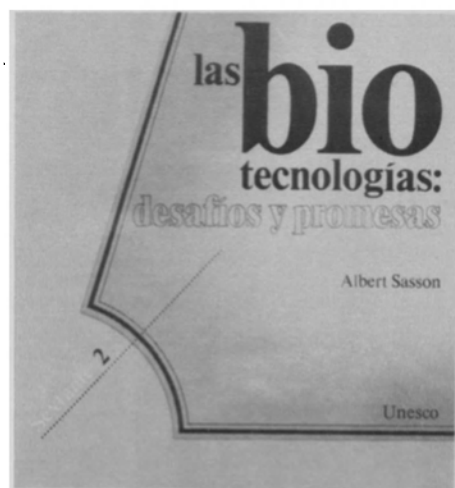 las bio
tecnologías:
desafíos y promesas
Albert Sasson
2
Unesco